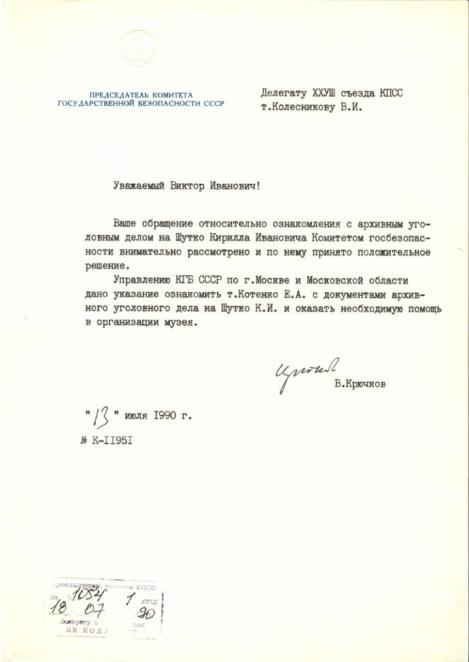 ПРЕДСЕДАТЕЛЬ КОМИТЕТА
ГОСУДАРСТВЕННОЙ БЕЗОПАСНОСТИ СССР
Делегату ХХУШ съезда КПСС
т.Колесникову В.И.
Уважаемый Виктор Иванович!
Ваше обращение относительно ознакомления с архивным уго-
ловным делом на Шутко Кирилла Ивановича Комитетом госбезопас-
ности внимательно рассмотрено и по нему принято положительное
решение.
Управлению КГБ СССР по г.Москве и Московской области
дано указание ознакомить т.Котенко Е.А. с документами архив-
ного уголовного дела на Шутко К.И. и оказать необходимую помощь
в организации музея.
В.Крючков
"13" июля 1990 г.
№ К-11951
КПСС
1054 1
18 07 90